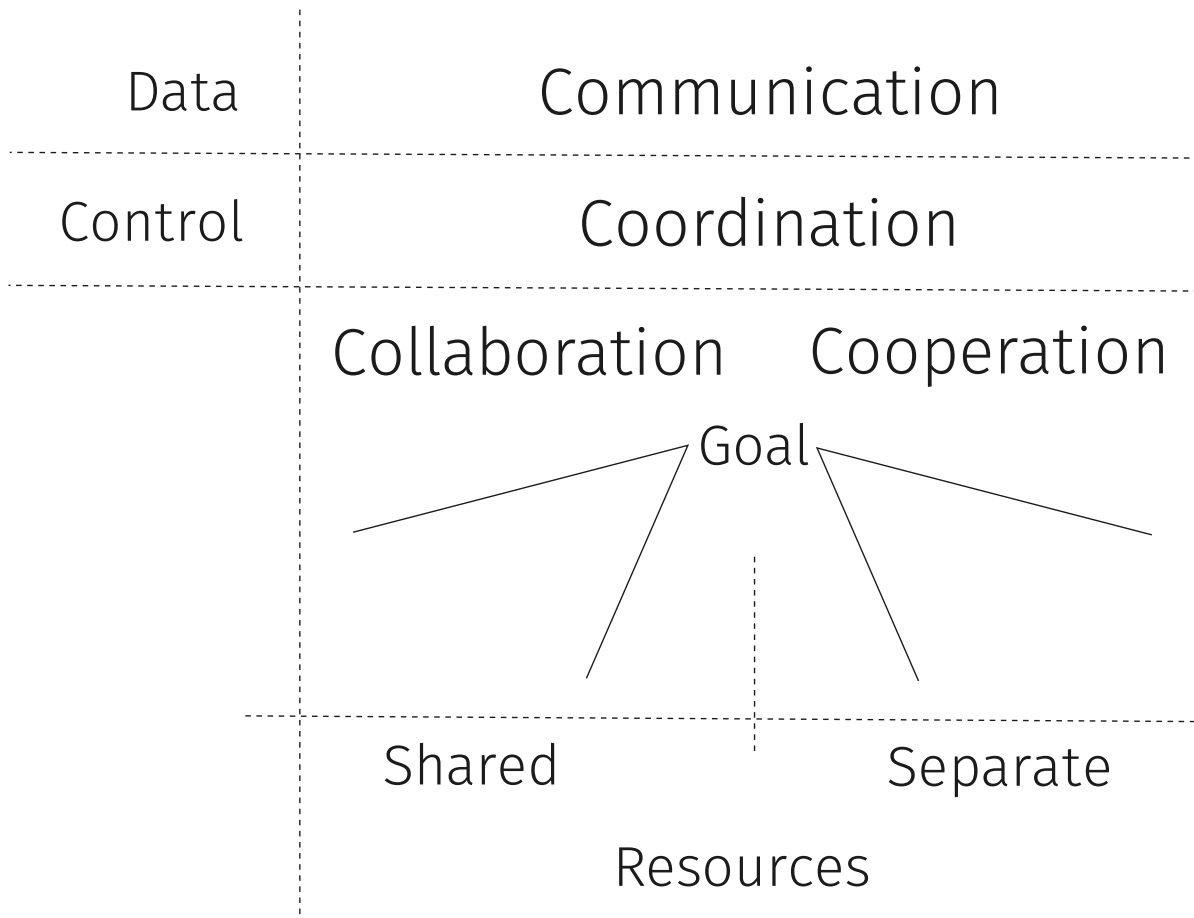 Data Communication
Control Coordination
Collaboration Cooperation
Goal
Shared Separate
Resources